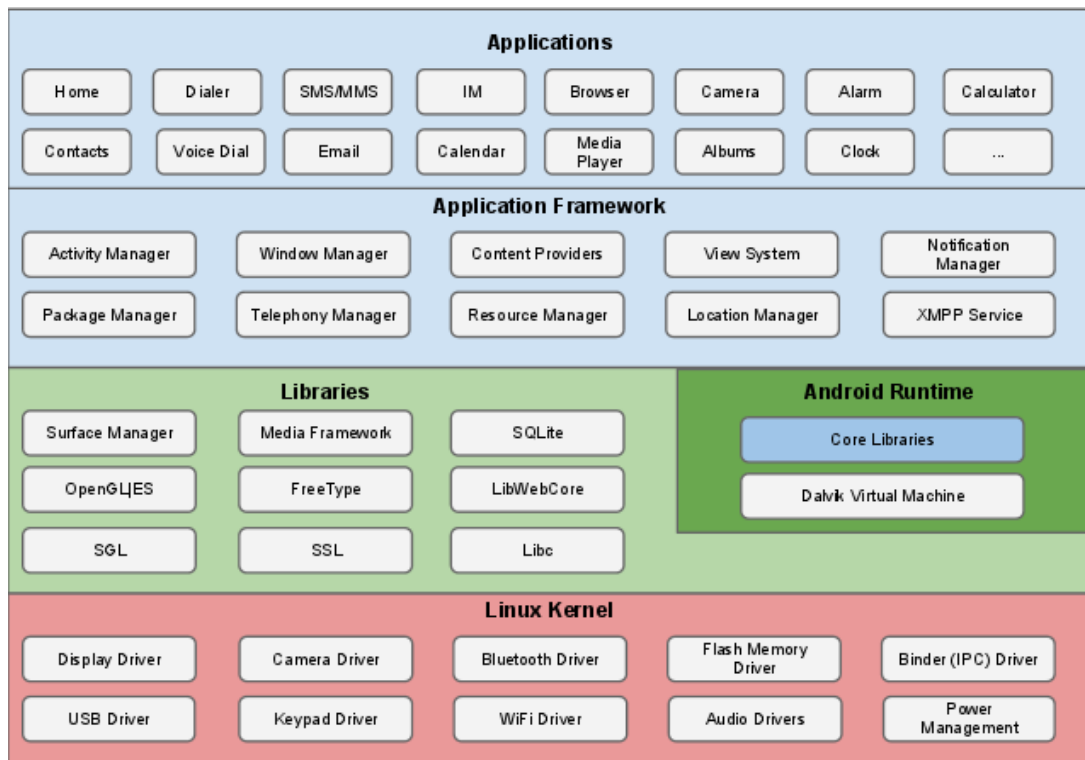 Applications
Home
Dialer
SMS/MMS
IM
Browser
Camera
Alarm
Calculator
Contacts
Voice Dial
Email
Calendar
Media
Player
Albums
Clock
...
Application Framework
Activity Manager
Window Manager
Content Providers
View System
Notification
Manager
Package Manager
Telephony Manager
Resource Manager
Location Manager
XMPP Service
Libraries
Surface Manager
Media Framework
SQLite
OpenGL|ES
FreeType
LibWebCore
SGL
SSL
Libc
Android Runtime
Core Libraries
Dalvik Virtual Machine
Linux Kernel
Display Driver
Camera Driver
Bluetooth Driver
Flash Memory
Driver
Binder (IPC) Driver
USB Driver
Keypad Driver
WiFi Driver
Audio Drivers
Power
Management